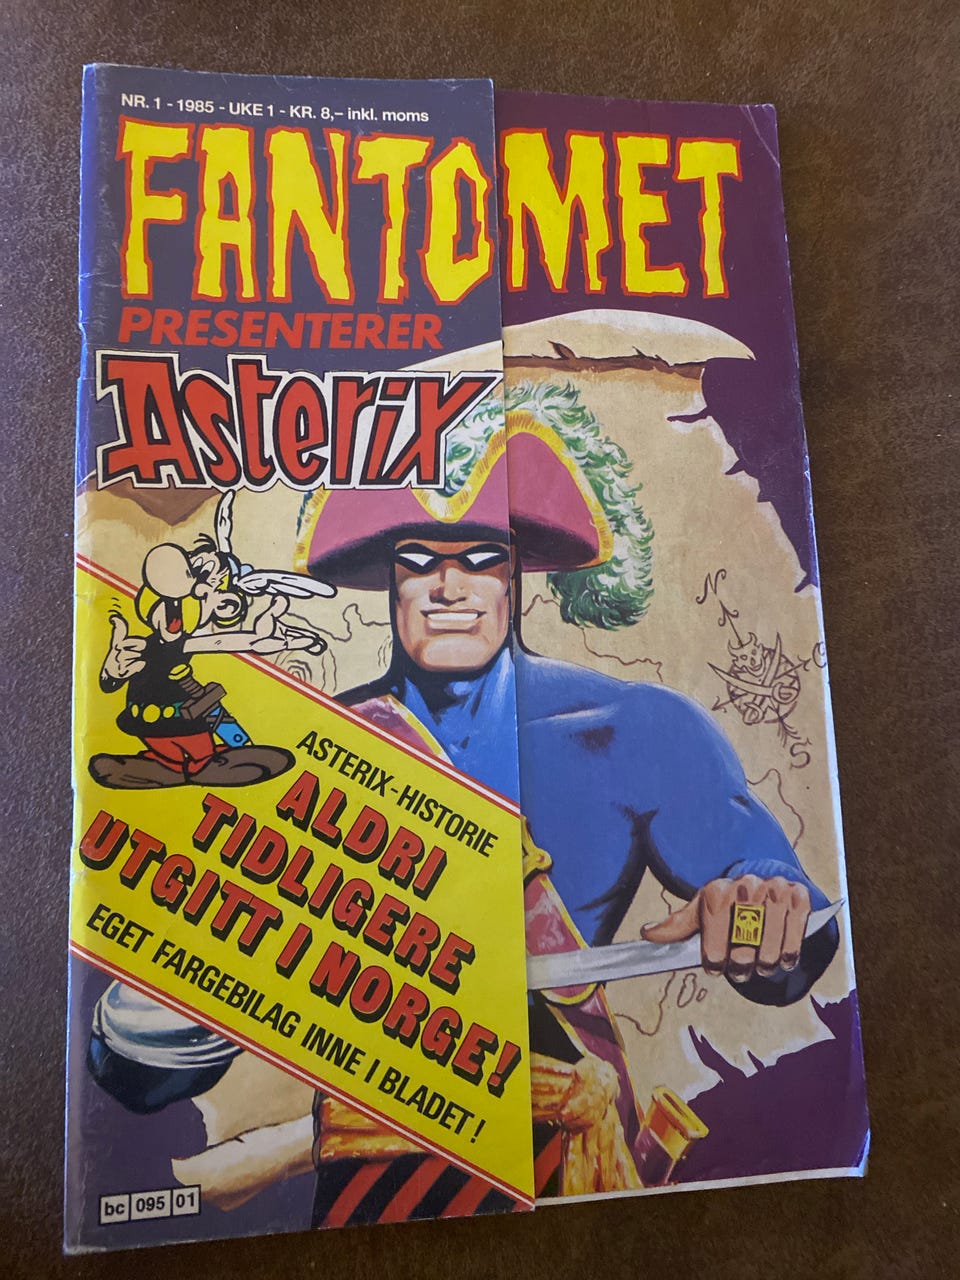 NR. 1 - 1985 - UKE 1 - KR. 8,– inkl. moms
FANTOMET
PRESENTERER
Asterix
N
S
ASTERIX-HISTORIE
ALDRI
TIDLIGERE
UTGITT I NORGE!
EGET FARGEBILAG INNE I BLADET!
bc 095 01